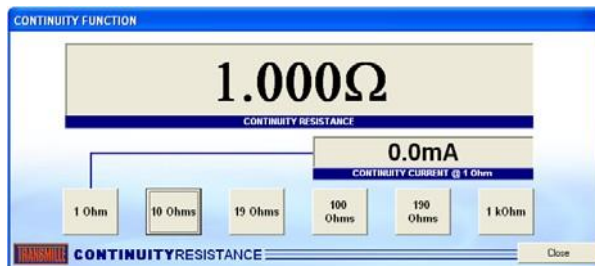 CONTINUITY FUNCTION
1.000Ω
CONTINUITY RESISTANCE
0.0mA
CONTINUITY CURRENT @ 1 Ohm
1 Ohm
10 Ohms
19 Ohms
100
Ohms
190
Ohms
1 kOhm
TRANSMILLE
CONTINUITYRESISTANCE
Close